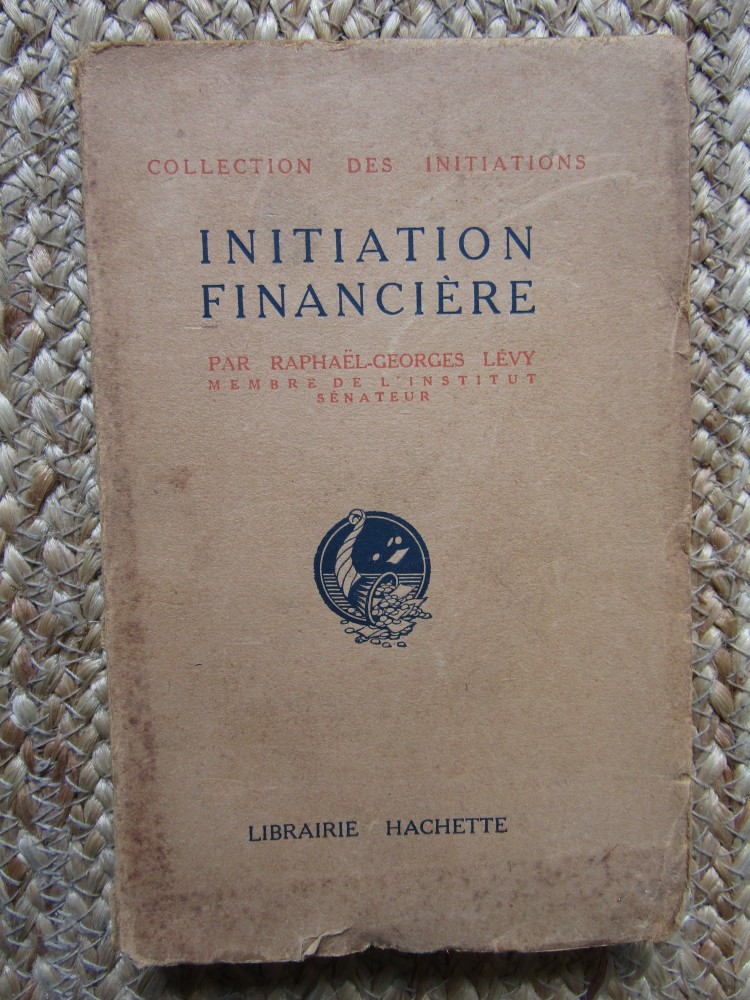 COLLECTION DES INITIATIONS
INITIATION
FINANCIÈRE
PAR RAPHAËL-GEORGES LÉVY
MEMBRE DE L'INSTITUT
SÉNATEUR
LIBRAIRIE HACHETTE